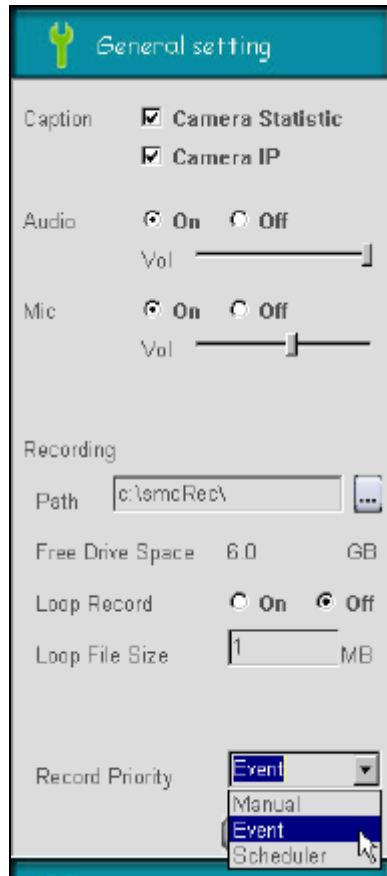 General setting
Caption Camera Statistic
Camera IP
Audio On Off
Vol
Mic On Off
Vol
Recording
Path c:\smcRec\ ...
Free Drive Space 6.0 GB
Loop Record On Off
Loop File Size 1 MB
Record Priority Event
Manual
Event
Scheduler